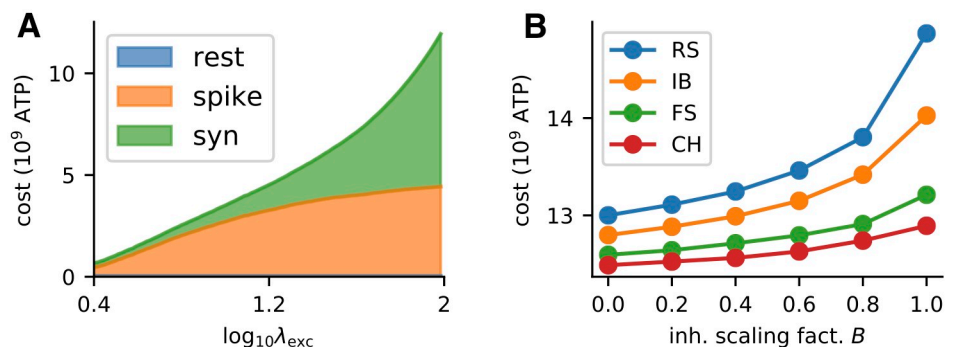 A
cost (10⁹ ATP)
10
5
0
rest
spike
syn
0.4
1.2
2
log₁₀λₑₓ꜀
B
cost (10⁹ ATP)
14
13
RS
IB
FS
CH
0.0 0.2 0.4 0.6 0.8 1.0
inh. scaling fact. B